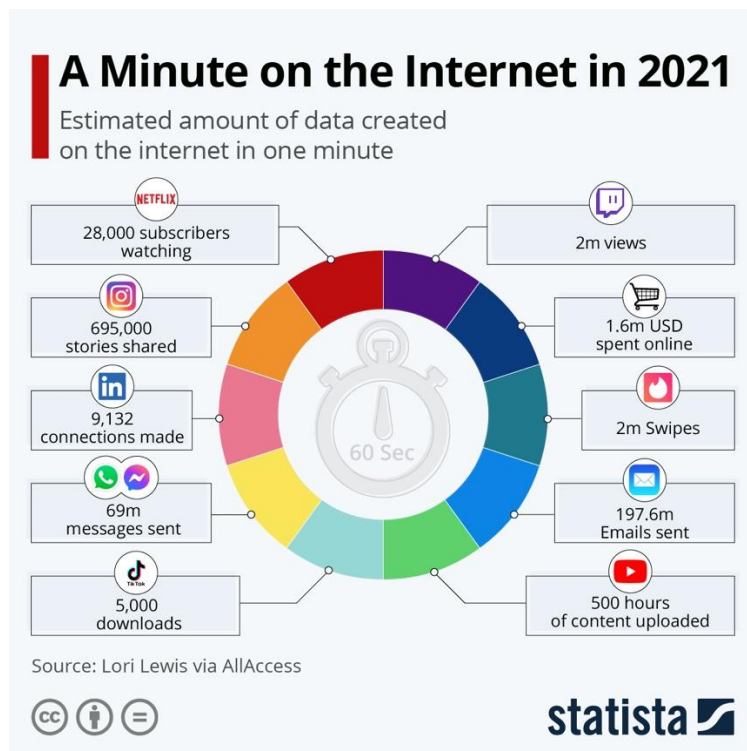 A Minute on the Internet in 2021
Estimated amount of data created
on the internet in one minute
NETFLIX
28,000 subscribers
watching
2m views
695,000
stories shared
1.6m USD
spent online
in
9,132
connections made
2m Swipes
60 Sec
69m
messages sent
197.6m
Emails sent
TikTok
5,000
downloads
500 hours
of content uploaded
Source: Lori Lewis via AllAccess
cc
statista